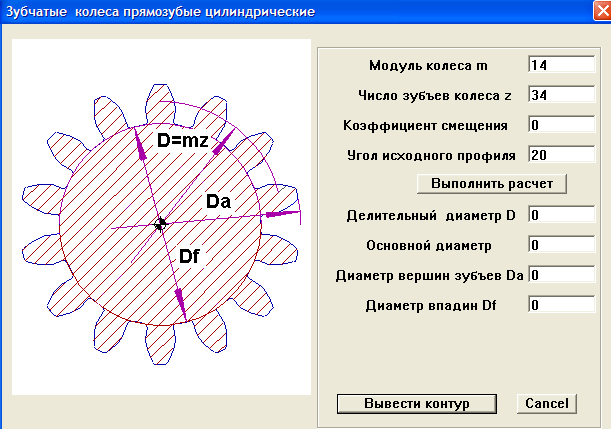 Зубчатые колеса прямозубые цилиндрические
D=mz
Da
Df
Модуль колеса m 14
Число зубъев колеса z 34
Коэффициент смещения 0
Угол исходного профиля 20
Выполнить расчет
Делительный диаметр D 0
Основной диаметр 0
Диаметр вершин зубъев Da 0
Диаметр впадин Df 0
Вывести контур Cancel